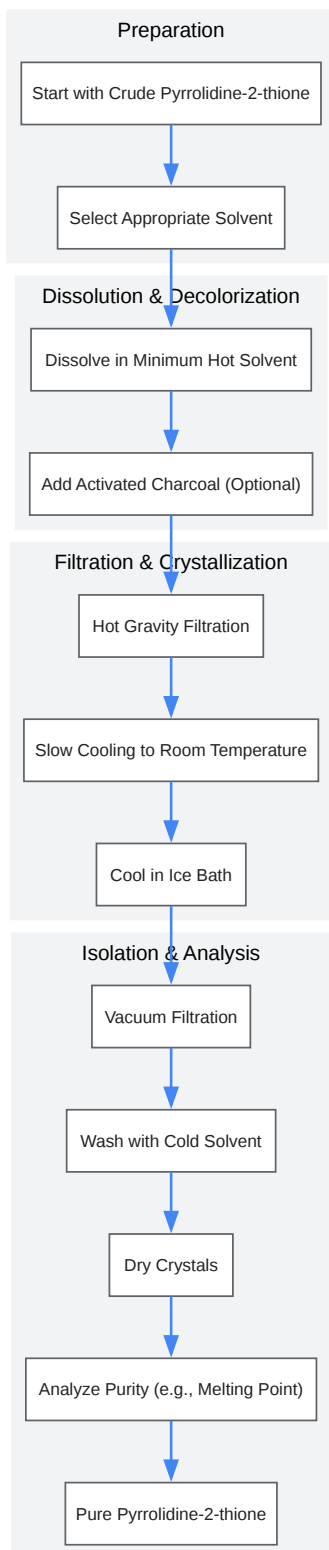 Preparation
Start with Crude Pyrrolidine-2-thione
Select Appropriate Solvent
Dissolution & Decolorization
Dissolve in Minimum Hot Solvent
Add Activated Charcoal (Optional)
Filtration & Crystallization
Hot Gravity Filtration
Slow Cooling to Room Temperature
Cool in Ice Bath
Isolation & Analysis
Vacuum Filtration
Wash with Cold Solvent
Dry Crystals
Analyze Purity (e.g., Melting Point)
Pure Pyrrolidine-2-thione